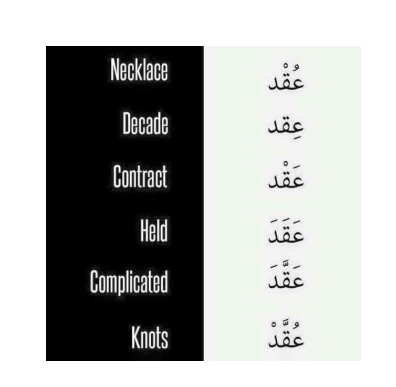 Necklace عُقْد
Decade عِقد
Contract عَقْد
Held عَقَدَ
Complicated عَقَّدَ
Knots عُقَّدْ